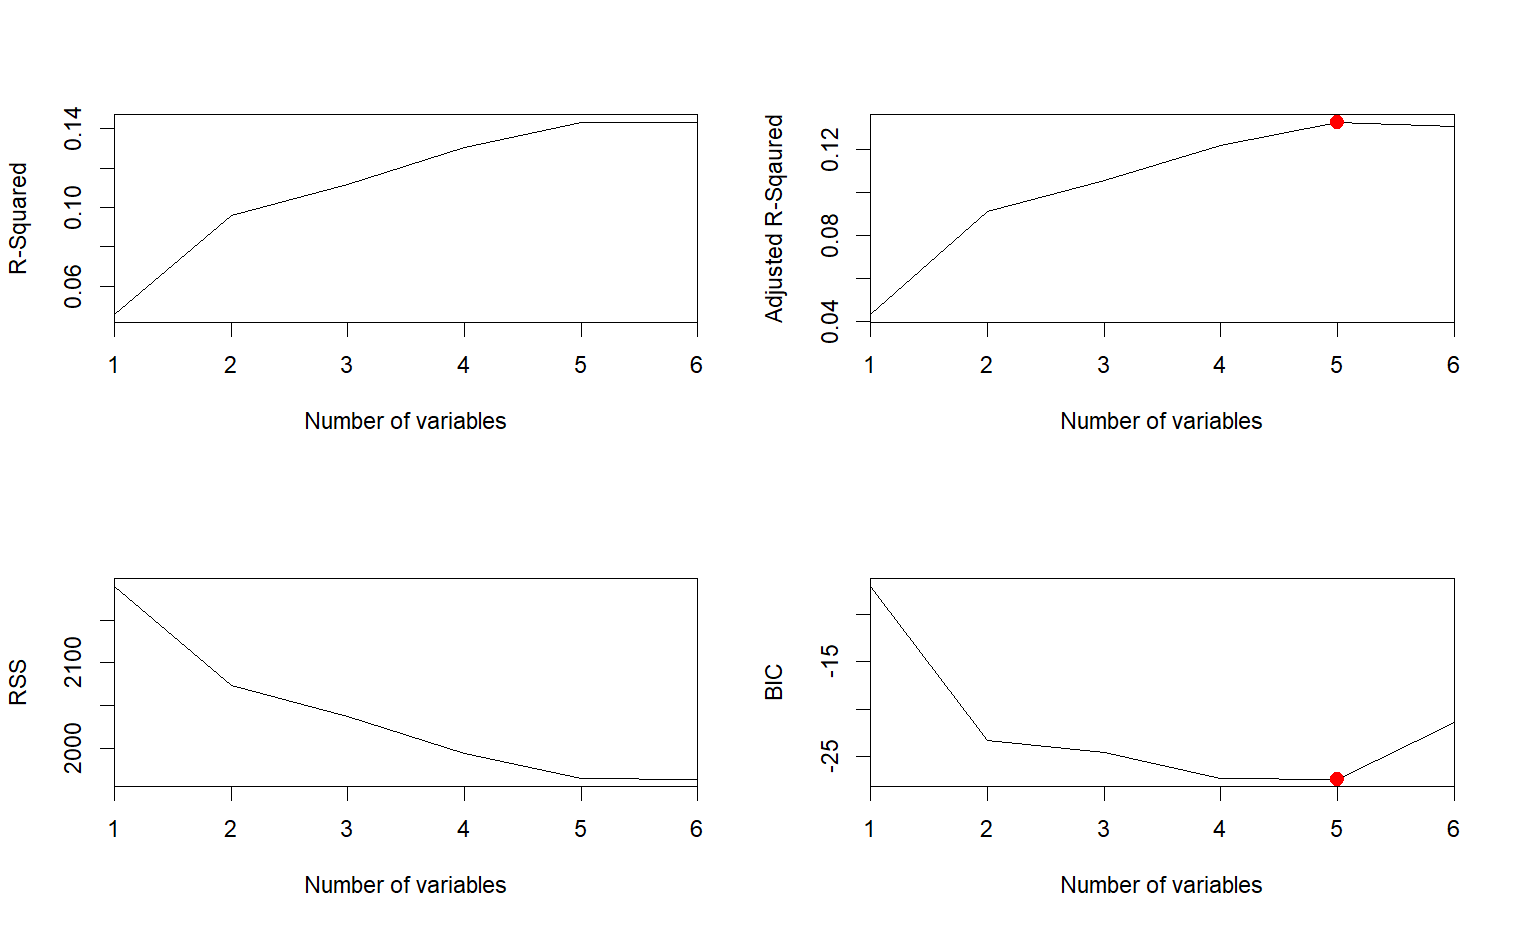 R-Squared
0.14
0.10
0.06
1 2 3 4 5 6
Number of variables
Adjusted R-Sqaured
0.12
0.08
0.04
1 2 3 4 5 6
Number of variables
RSS
2100
2000
1 2 3 4 5 6
Number of variables
BIC
-15
-25
1 2 3 4 5 6
Number of variables